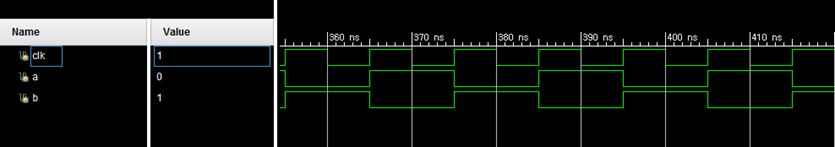 Name Value
360 ns 370 ns 380 ns 390 ns 400 ns 410 ns
clk 1
a 0
b 1